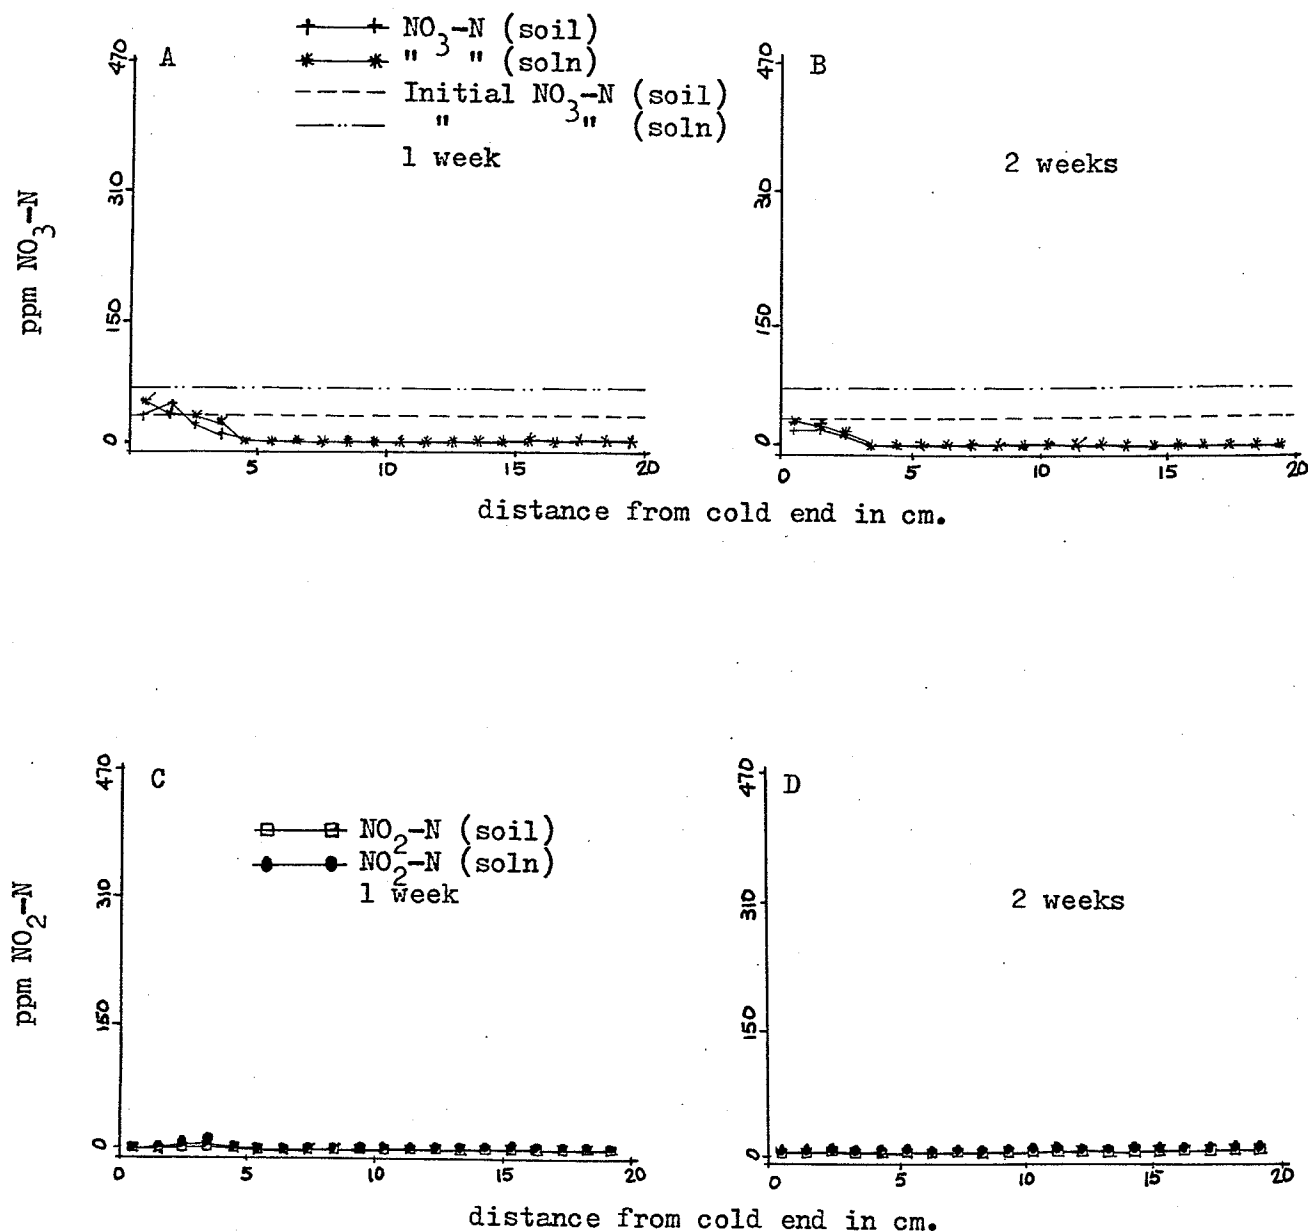 NO3-N (soil)
" " (soln)
Initial NO3-N (soil)
" " (soln)
1 week
A
470
310
150
0
5
10
15
20
ppm NO3-N
B
2 weeks
470
310
150
0
0
5
10
15
20
distance from cold end in cm.
C
NO2-N (soil)
NO2-N (soln)
1 week
470
310
150
0
0
5
10
15
20
ppm NO2-N
D
2 weeks
470
310
150
0
0
5
10
15
20
distance from cold end in cm.